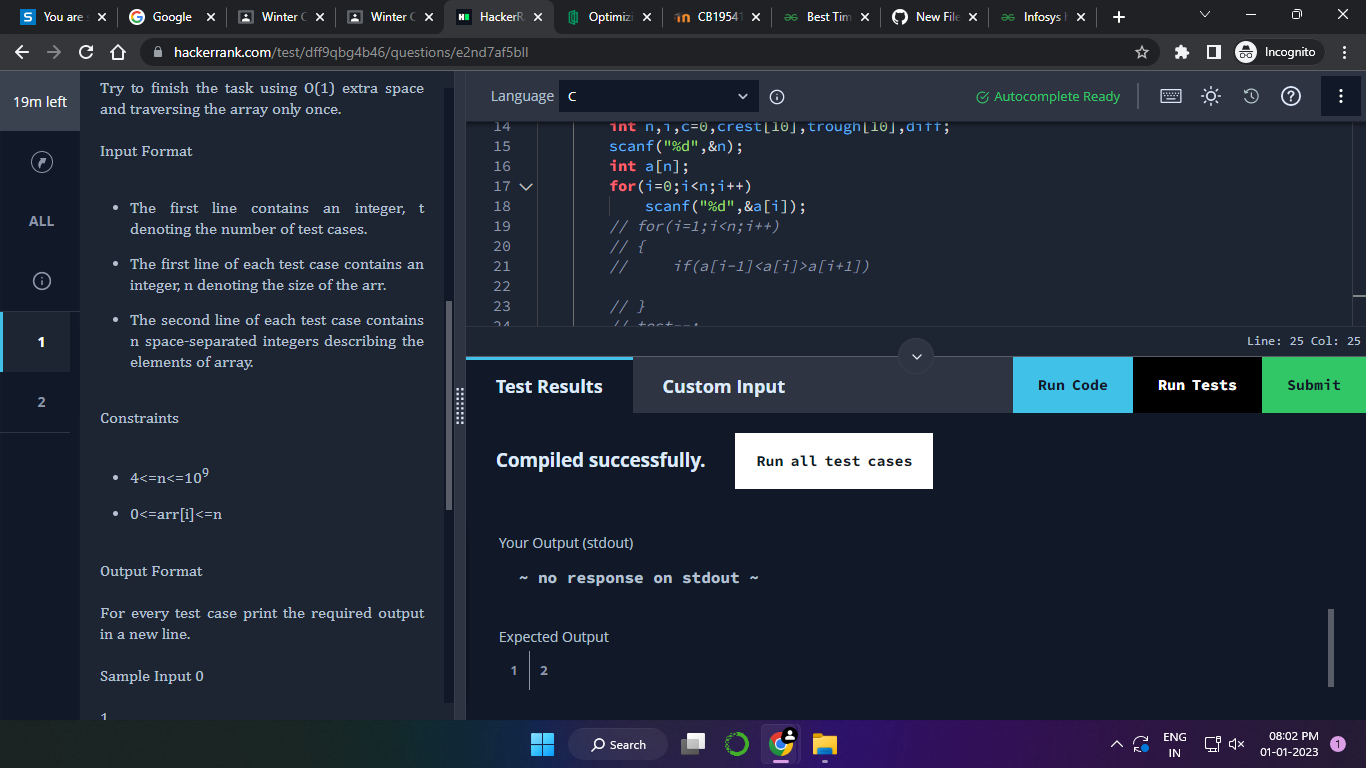 You are
Google
Winter C
Winter C
HackerR
Optimizi
CB19541
Best Tim
New File
Infosys
hackerrank.com/test/dff9qbg4b46/questions/e2nd7af5bll
Incognito
19m left
ALL
1
2
Try to finish the task using O(1) extra space
and traversing the array only once.
Input Format
• The first line contains an integer, t
denoting the number of test cases.
• The first line of each test case contains an
integer, n denoting the size of the arr.
• The second line of each test case contains
n space-separated integers describing the
elements of array.
Constraints
• 4<=n<=10^9
• 0<=arr[i]<=n
Output Format
For every test case print the required output
in a new line.
Sample Input 0
1
Language C
Autocomplete Ready
14 int n,i,c=0,crest[10],trough[10],diff;
15 scanf("%d",&n);
16 int a[n];
17 for(i=0;i<n;i++)
18 scanf("%d",&a[i]);
19 // for(i=1;i<n;i++)
20 // {
21 // if(a[i-1]<a[i]>a[i+1])
22
23 // }
24 // test--;
Line: 25 Col: 25
Test Results
Custom Input
Run Code
Run Tests
Submit
Compiled successfully.
Run all test cases
Your Output (stdout)
~ no response on stdout ~
Expected Output
1 2
Search
ENG
IN
08:02 PM
01-01-2023
1